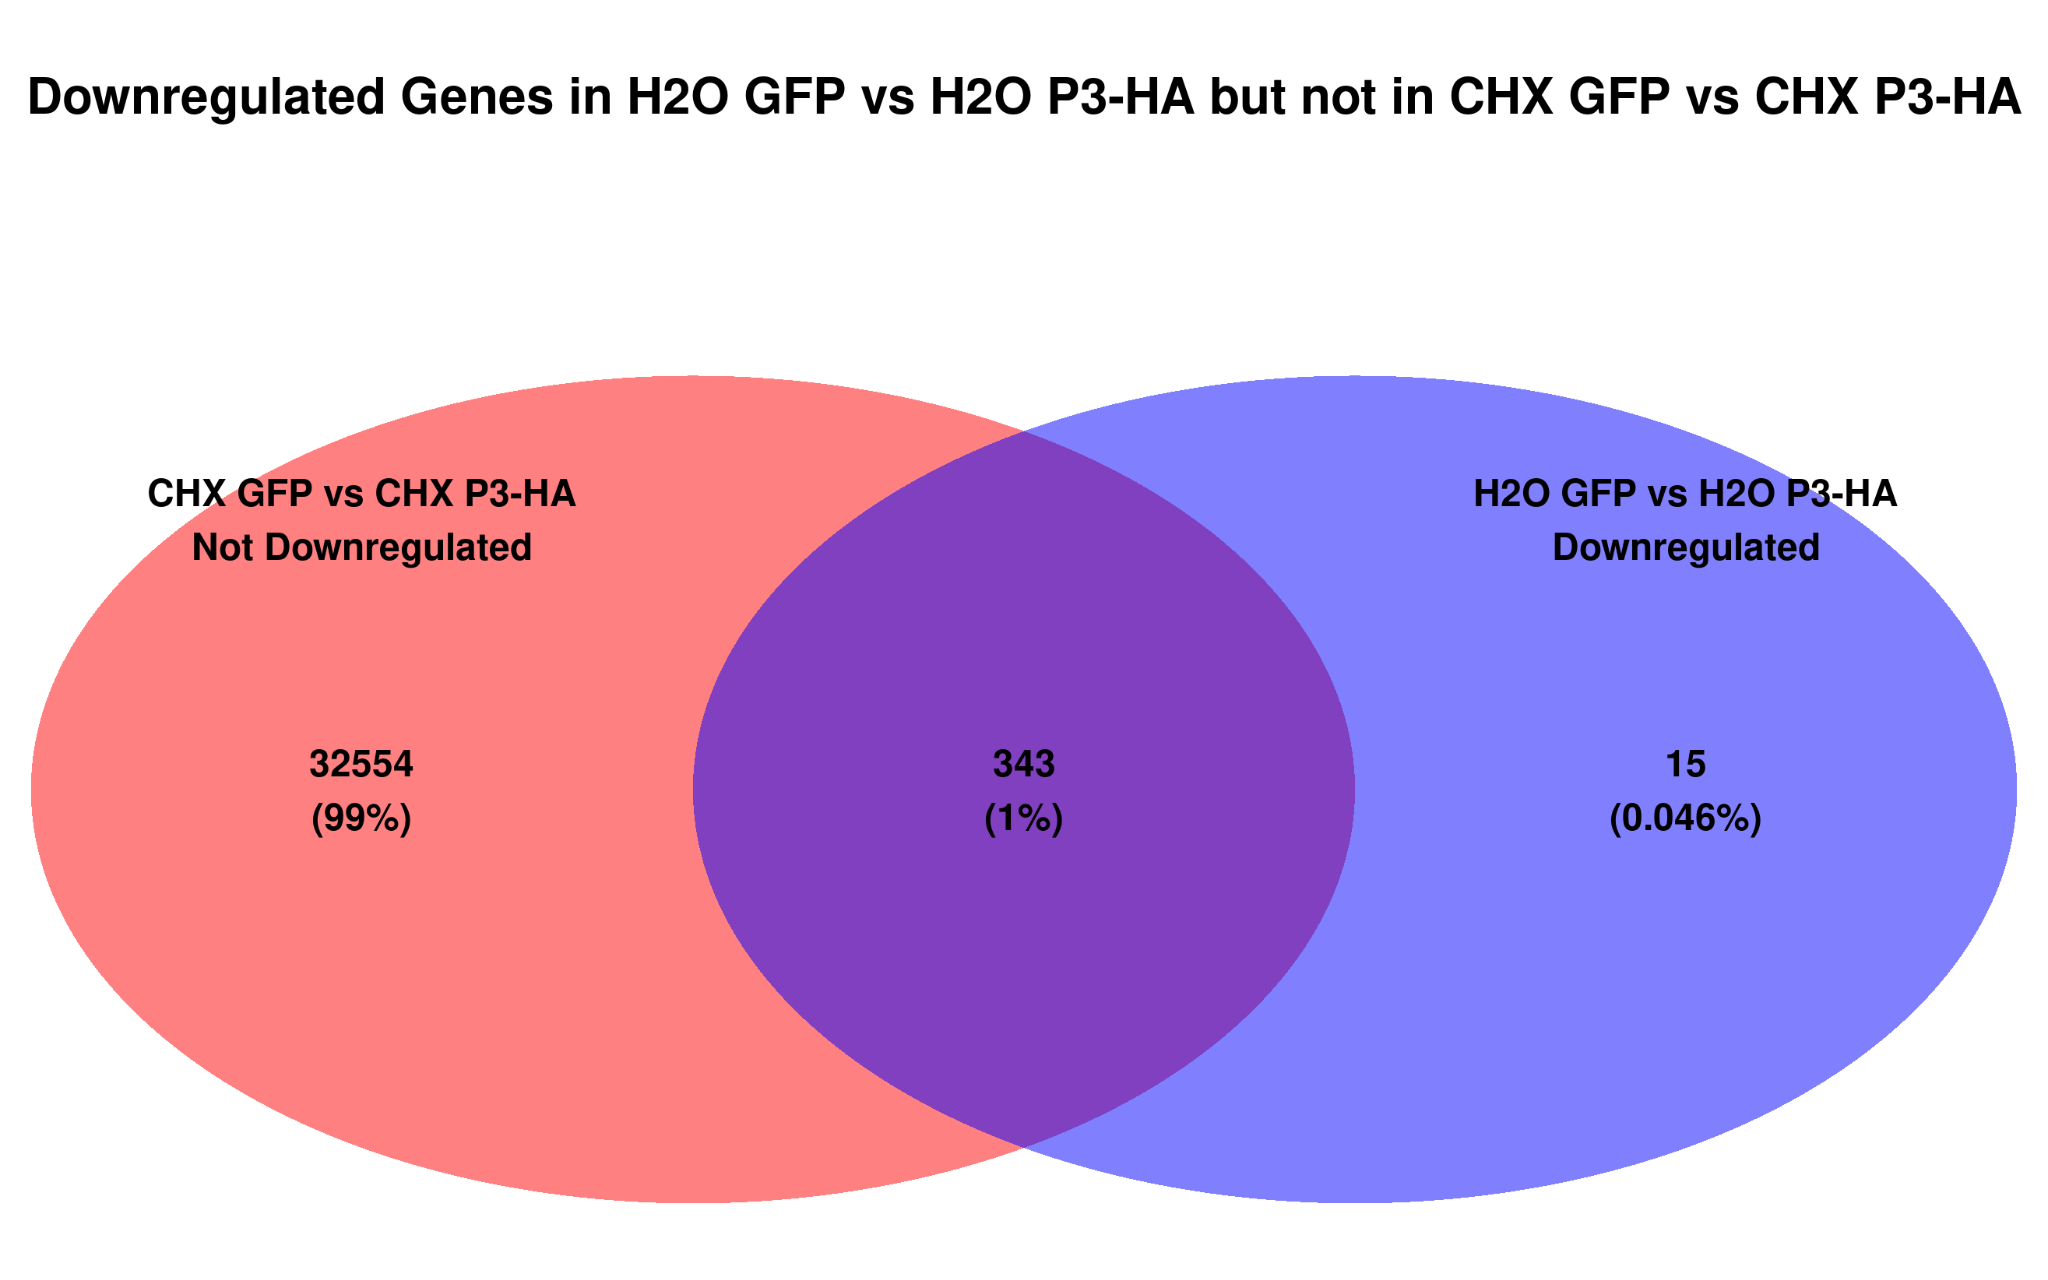 Downregulated Genes in H2O GFP vs H2O P3-HA but not in CHX GFP vs CHX P3-HA
CHX GFP vs CHX P3-HA
Not Downregulated
H2O GFP vs H2O P3-HA
Downregulated
32554
(99%)
343
(1%)
15
(0.046%)